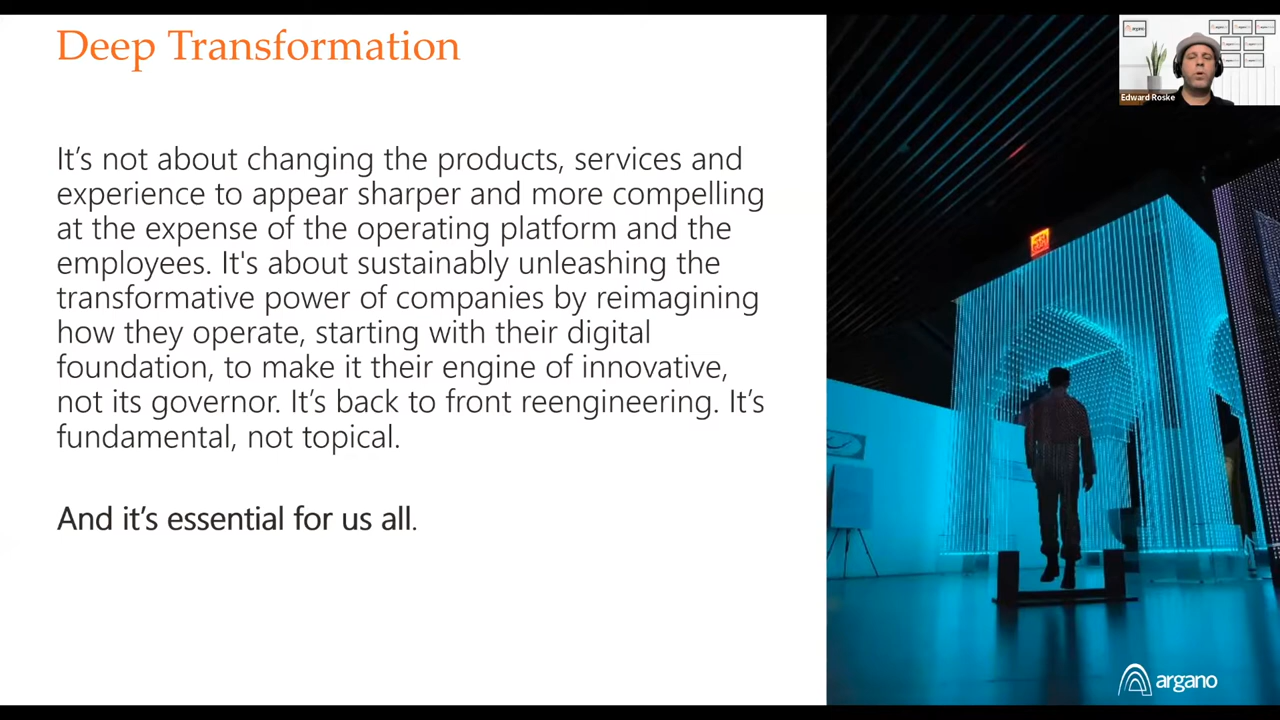 Deep Transformation
It’s not about changing the products, services and
experience to appear sharper and more compelling
at the expense of the operating platform and the
employees. It's about sustainably unleashing the
transformative power of companies by reimagining
how they operate, starting with their digital
foundation, to make it their engine of innovative,
not its governor. It’s back to front reengineering. It’s
fundamental, not topical.
And it’s essential for us all.
argano
Edward Roske
argano